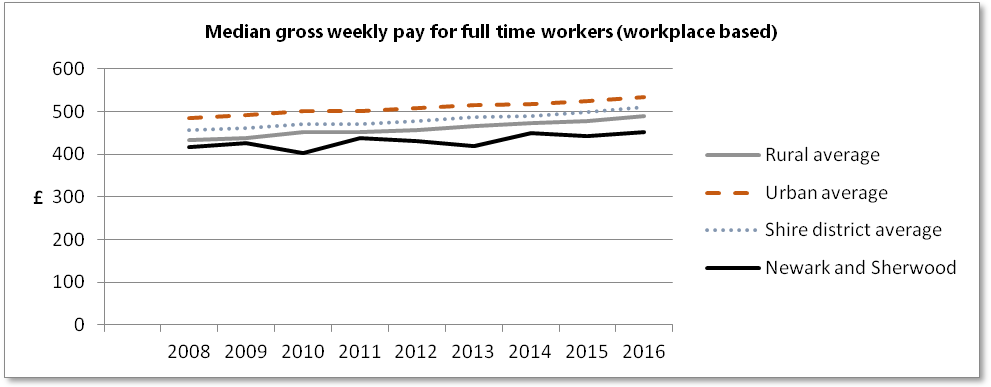 Median gross weekly pay for full time workers (workplace based)
600
500
400
300
200
100
0
£
2008 2009 2010 2011 2012 2013 2014 2015 2016
Rural average
Urban average
Shire district average
Newark and Sherwood